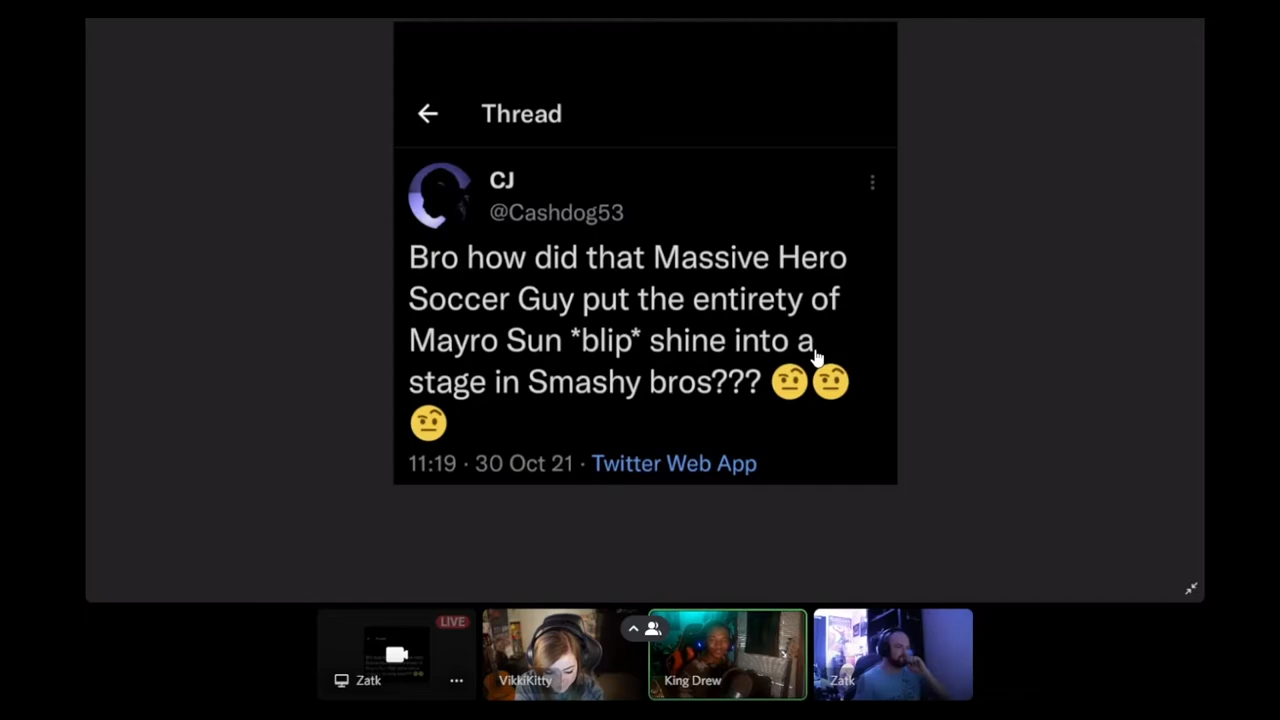 Thread
CJ
@Cashdog53
Bro how did that Massive Hero
Soccer Guy put the entirety of
Mayro Sun *blip* shine into a
stage in Smashy bros??? 🤨🤨
🤨
11:19 · 30 Oct 21 · Twitter Web App
LIVE
Zatk
VikkiKitty
King Drew
Zatk